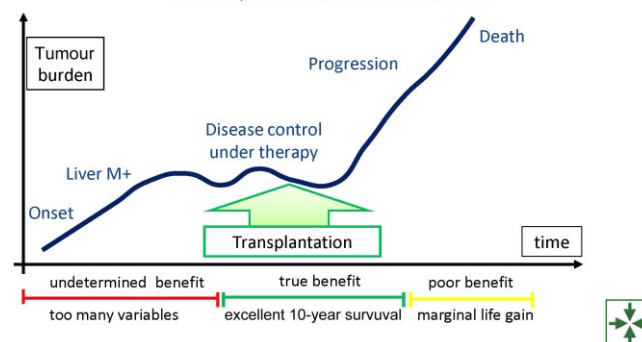 Tumour
burden
Death
Progression
Disease control
under therapy
Liver M+
Onset
Transplantation
time
undetermined benefit
true benefit
poor benefit
too many variables
excellent 10-year survuval
marginal life gain